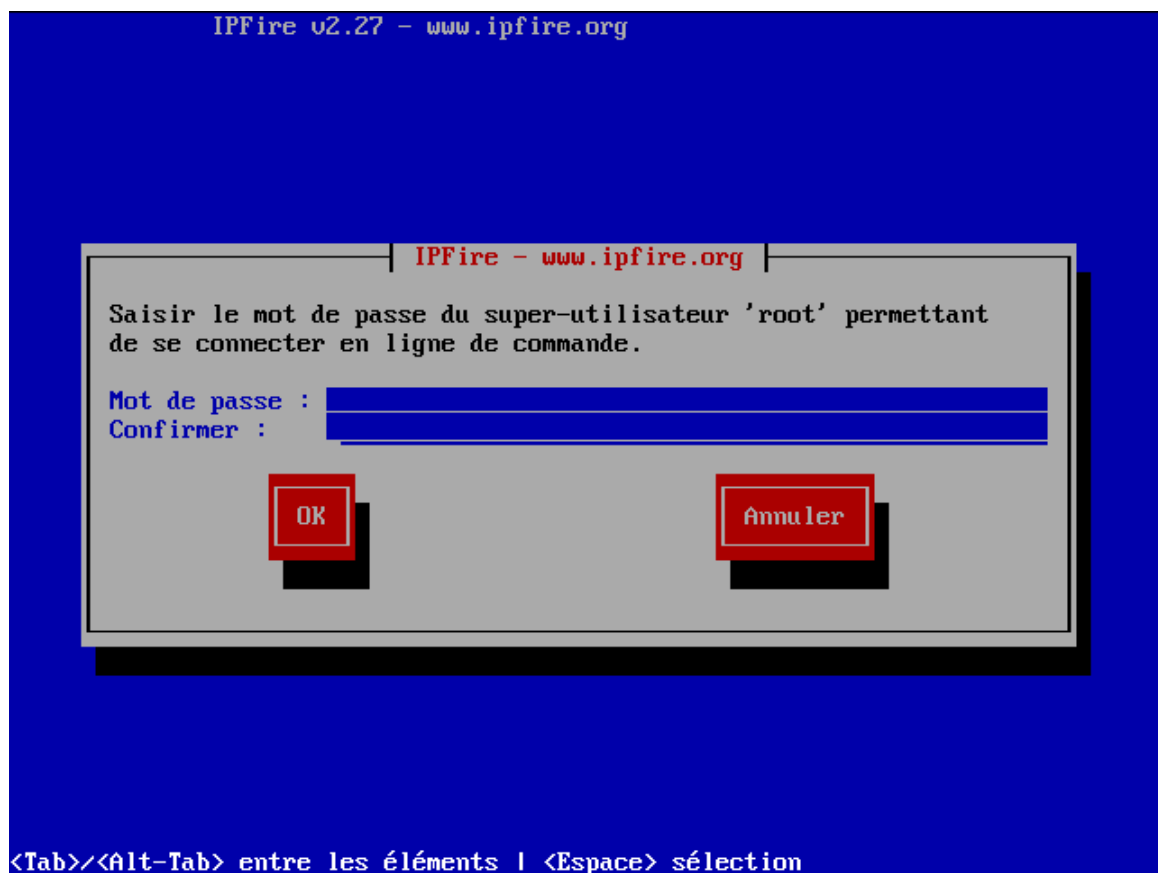 IPFire v2.27 - www.ipfire.org
IPFire - www.ipfire.org
Saisir le mot de passe du super-utilisateur 'root' permettant
de se connecter en ligne de commande.
Mot de passe :
Confirmer :
OK
Annuler
<Tab>/<Alt-Tab> entre les éléments | <Espace> sélection